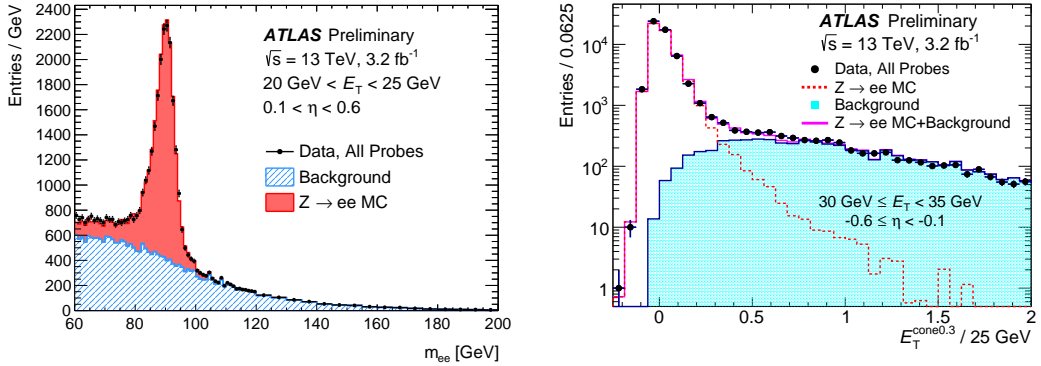 Entries / GeV
2400
2200
2000
1800
1600
1400
1200
1000
800
600
400
200
0
ATLAS Preliminary
√s = 13 TeV, 3.2 fb⁻¹
20 GeV < E_T < 25 GeV
0.1 < η < 0.6
Data, All Probes
Background
Z → ee MC
60 80 100 120 140 160 180 200
m_ee [GeV]
Entries / 0.0625
10⁴
10³
10²
10
1
ATLAS Preliminary
√s = 13 TeV, 3.2 fb⁻¹
Data, All Probes
Z → ee MC
Background
Z → ee MC+Background
30 GeV ≤ E_T < 35 GeV
-0.6 ≤ η < -0.1
0 0.5 1 1.5 2
E_T^cone0.3 / 25 GeV